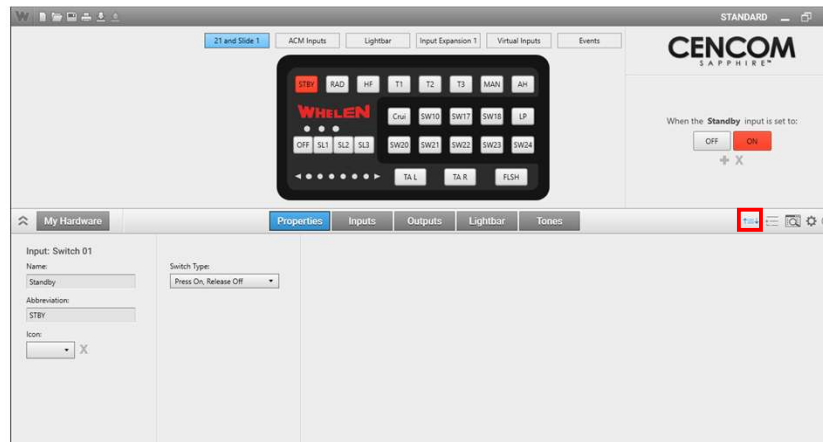 W STANDARD
21 and Slide 1 ACM Inputs Lightbar Input Expansion 1 Virtual Inputs Events
CENCOM
SAPPHIRE™
STBY RAD HF T1 T2 T3 MAN AH
WHELEN Crui SW10 SW17 SW18 LP
OFF SL1 SL2 SL3 SW20 SW21 SW22 SW23 SW24
TA L TA R FLSH
When the Standby input is set to:
OFF ON
My Hardware Properties Inputs Outputs Lightbar Tones
Input: Switch 01
Name: Switch Type:
Standby Press On, Release Off
Abbreviation:
STBY
Icon:
X